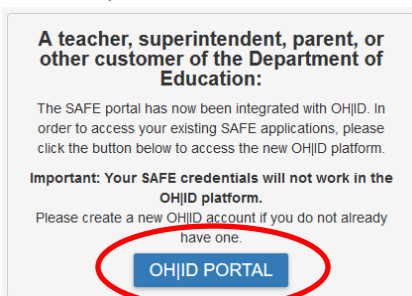 A teacher, superintendent, parent, or
other customer of the Department of
Education:
The SAFE portal has now been integrated with OH|ID. In
order to access your existing SAFE applications, please
click the button below to access the new OH|ID platform.
Important: Your SAFE credentials will not work in the
OH|ID platform.
Please create a new OH|ID account if you do not already
have one.
OH|ID PORTAL